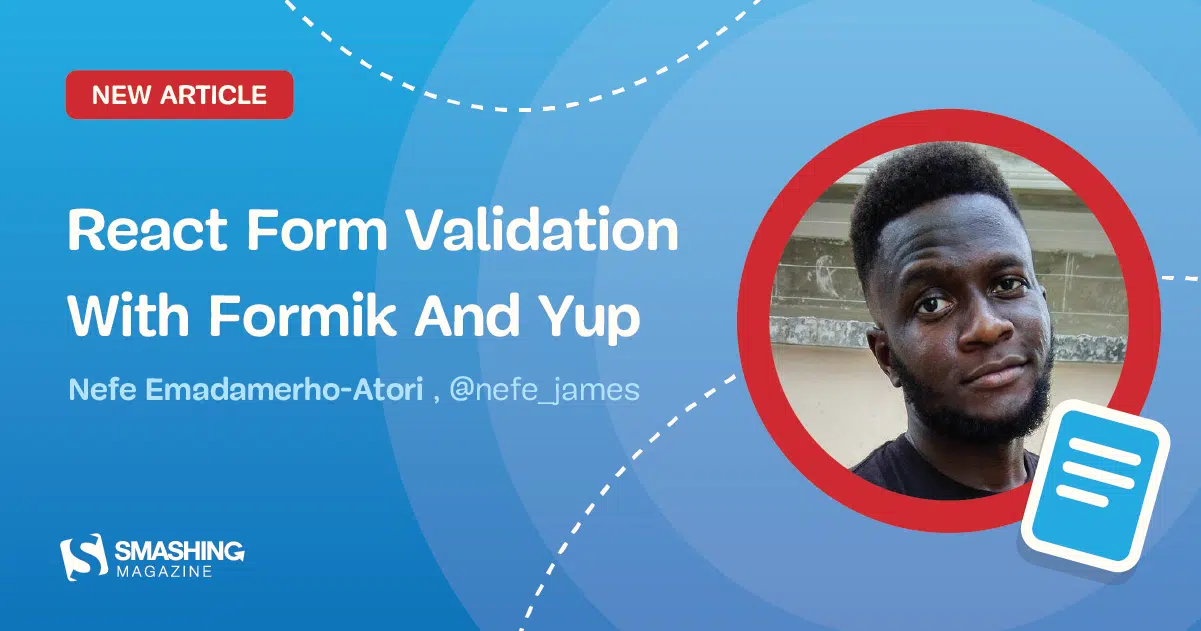 NEW ARTICLE
React Form Validation
With Formik And Yup
Nefe Emadamerho-Atori , @nefe_james
SMASHING
MAGAZINE